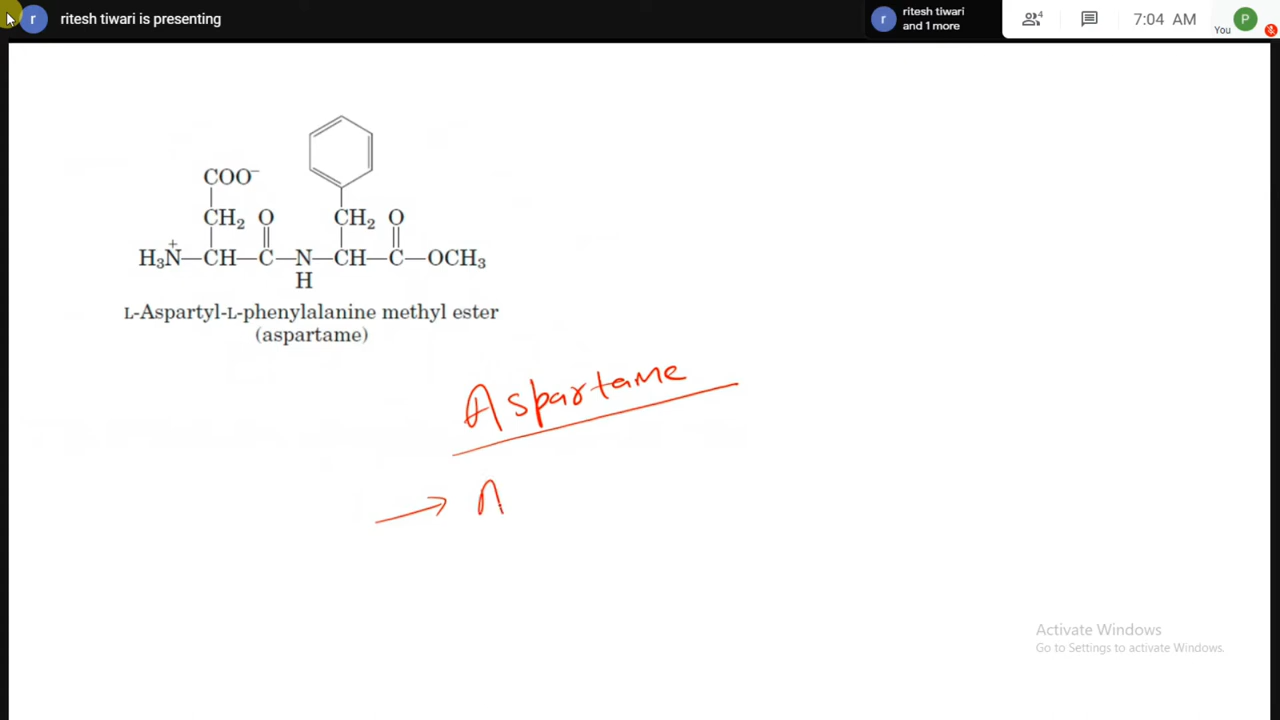 r ritesh tiwari is presenting
r ritesh tiwari
and 1 more
4
7:04 AM
You
P
COO⁻
CH₂ O
CH₂ O
H₃N⁺—CH—C—N—CH—C—OCH₃
H
L-Aspartyl-L-phenylalanine methyl ester
(aspartame)
Aspartame
→
Activate Windows
Go to Settings to activate Windows.